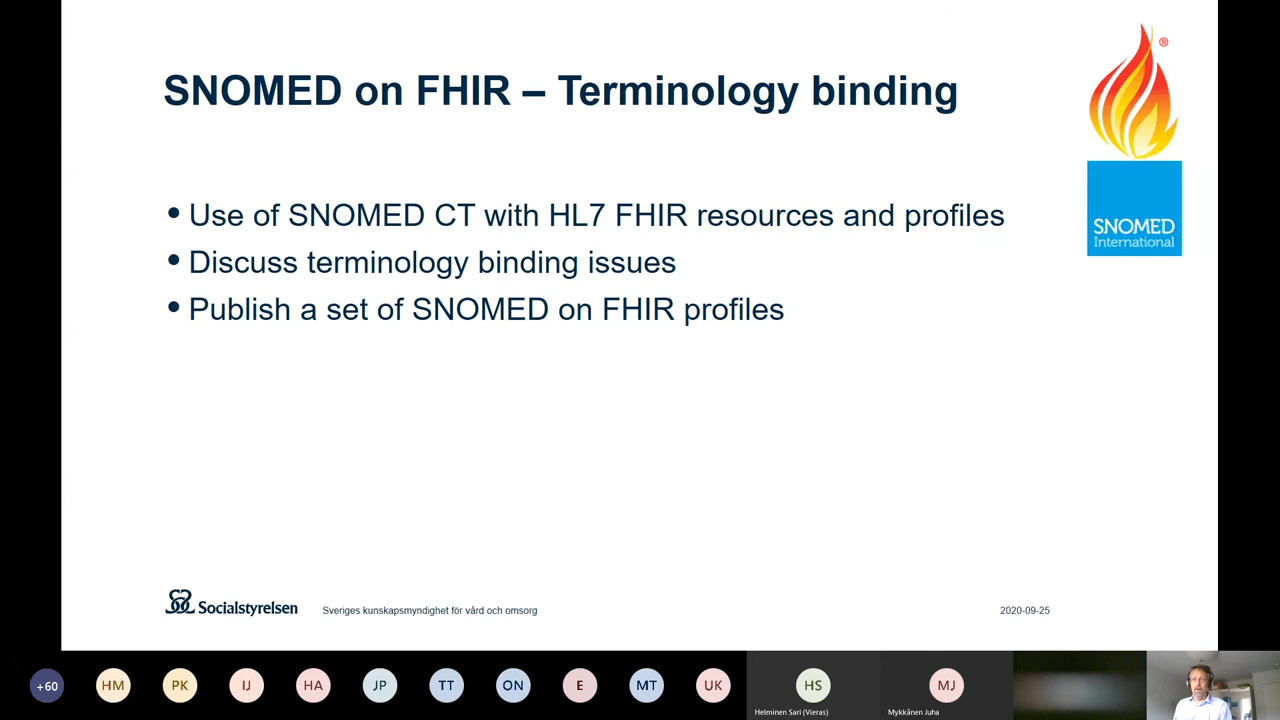 SNOMED on FHIR – Terminology binding
®
SNOMED
International
• Use of SNOMED CT with HL7 FHIR resources and profiles
• Discuss terminology binding issues
• Publish a set of SNOMED on FHIR profiles
Socialstyrelsen
Sveriges kunskapsmyndighet för vård och omsorg
2020-09-25
+60
HM
PK
IJ
HA
JP
TT
ON
E
MT
UK
HS
Helminen Sari (Vieras)
MJ
Mykkänen Juha